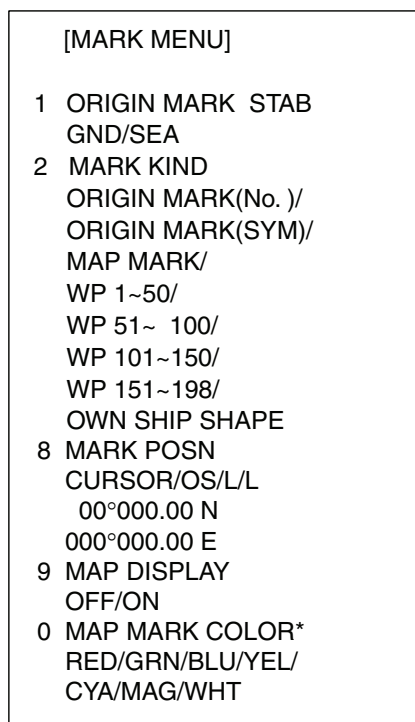 [MARK MENU]
1 ORIGIN MARK STAB
GND/SEA
2 MARK KIND
ORIGIN MARK(No. )/
ORIGIN MARK(SYM)/
MAP MARK/
WP 1~50/
WP 51~ 100/
WP 101~150/
WP 151~198/
OWN SHIP SHAPE
8 MARK POSN
CURSOR/OS/L/L
00°000.00 N
000°000.00 E
9 MAP DISPLAY
OFF/ON
0 MAP MARK COLOR*
RED/GRN/BLU/YEL/
CYA/MAG/WHT